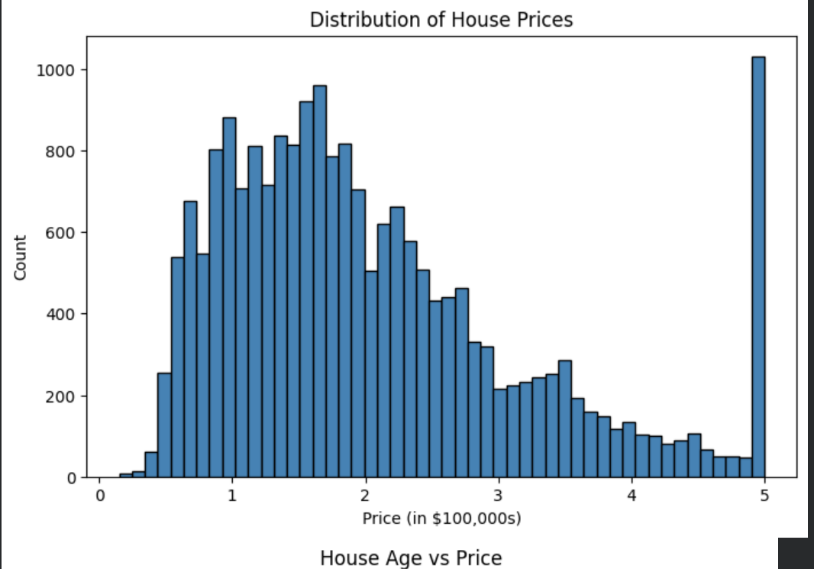 Distribution of House Prices
1000
800
600
400
200
0
Count
0 1 2 3 4 5
Price (in $100,000s)
House Age vs Price